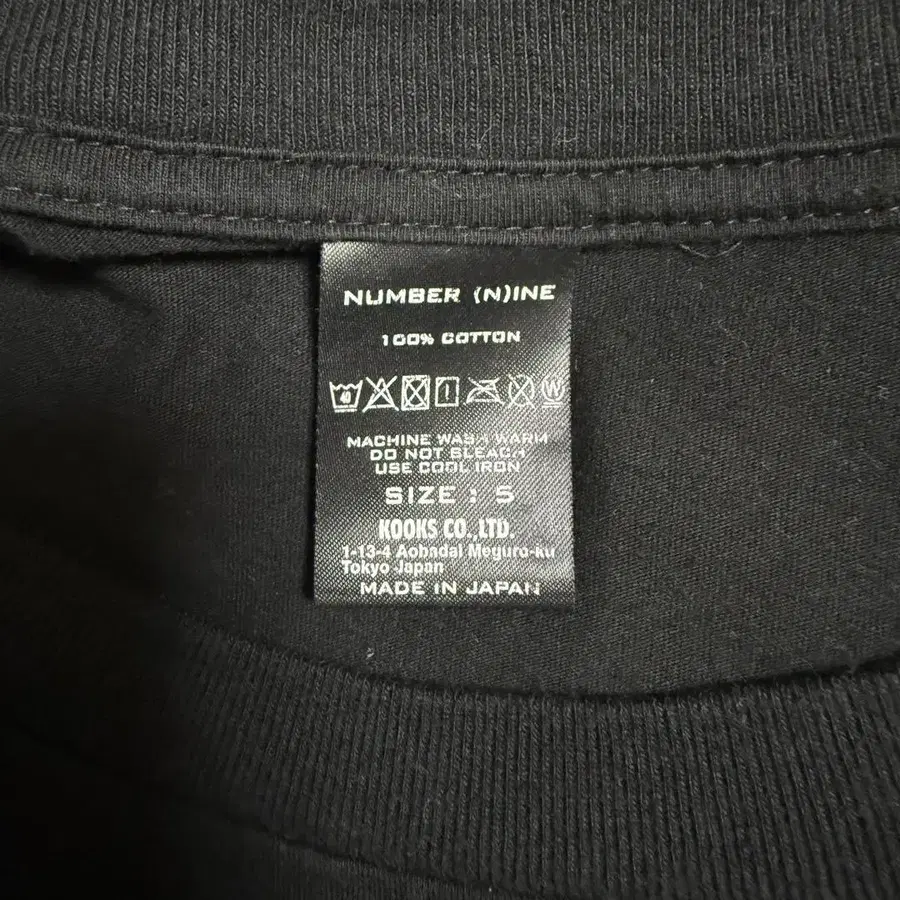 NUMBER (N)INE
100% COTTON
40
W
MACHINE WASH WARM
DO NOT BLEACH
USE COOL IRON
SIZE : 5
KOOKS CO.,LTD.
1-13-4 Aobadai Meguro-ku
Tokyo Japan
MADE IN JAPAN